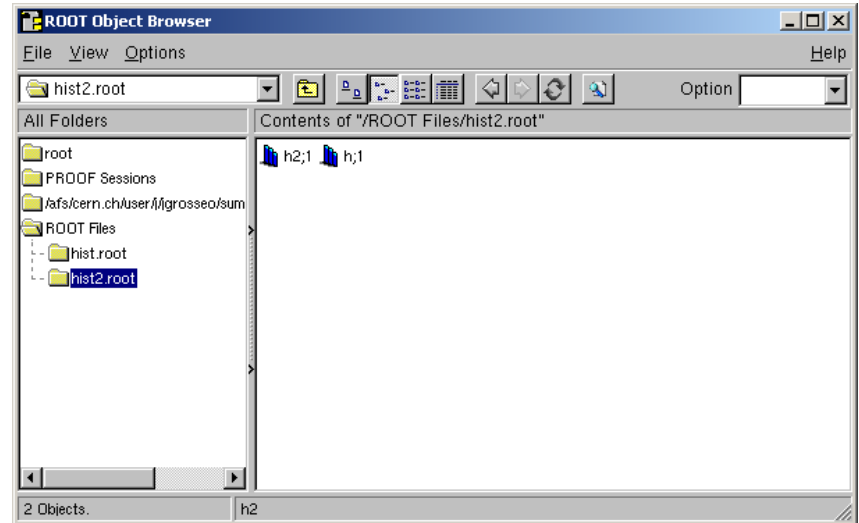 ROOT Object Browser
File View Options Help
hist2.root Option
All Folders Contents of "/ROOT Files/hist2.root"
root
PROOF Sessions
/afs/cern.ch/user/j/jgrosseo/sum
ROOT Files
hist.root
hist2.root
h2;1 h;1
2 Objects. h2